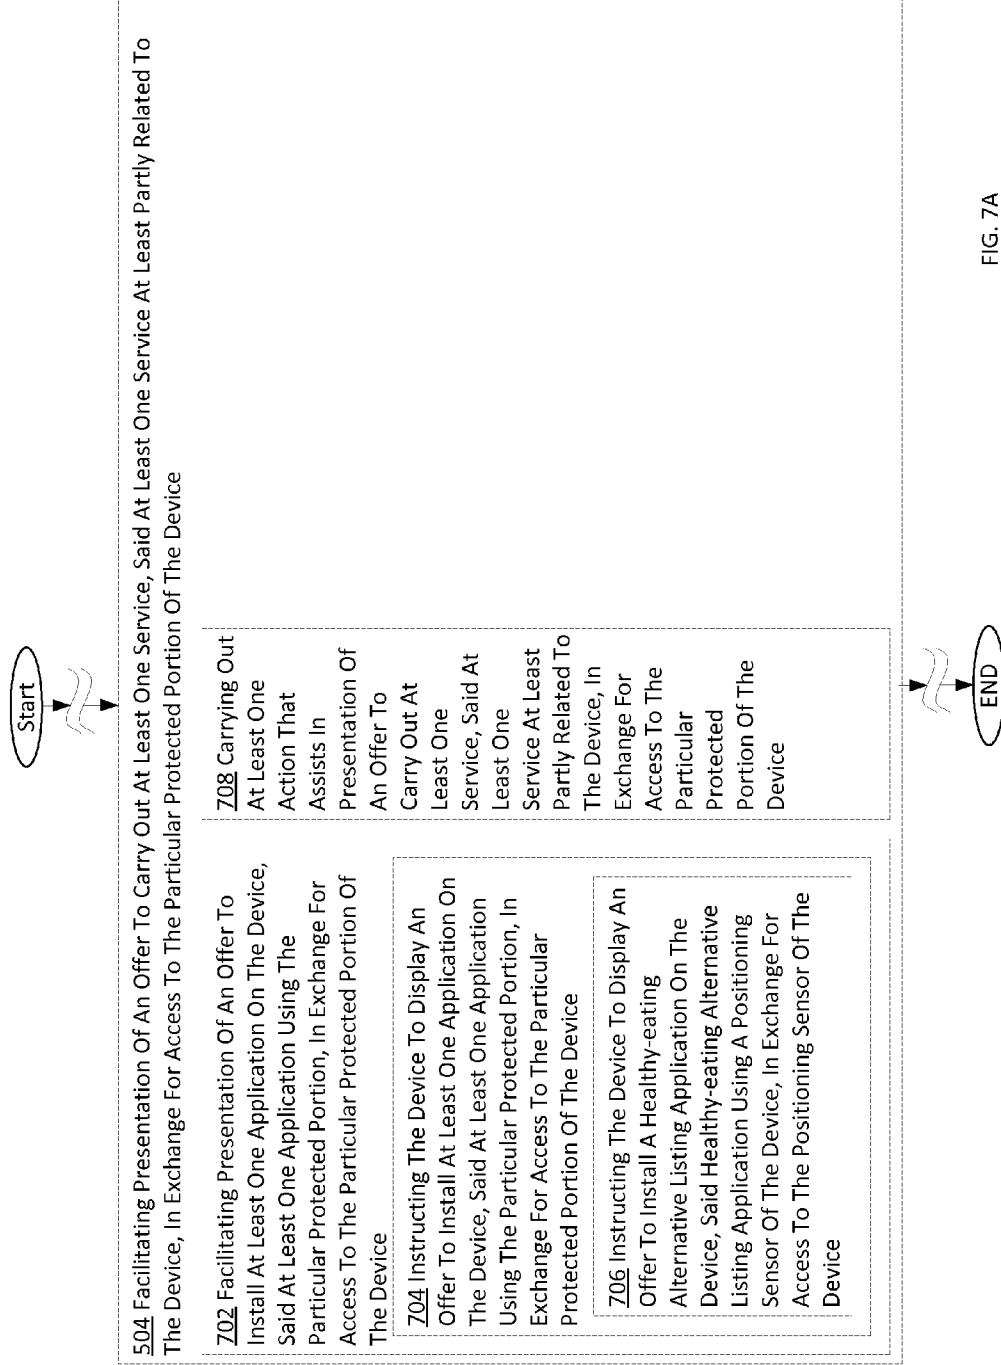 Start
504 Facilitating Presentation Of An Offer To Carry Out At Least One Service, Said At Least One Service At Least Partly Related To
The Device, In Exchange For Access To The Particular Protected Portion Of The Device
702 Facilitating Presentation Of An Offer To
Install At Least One Application On The Device,
Said At Least One Application Using The
Particular Protected Portion, In Exchange For
Access To The Particular Protected Portion Of
The Device
704 Instructing The Device To Display An
Offer To Install At Least One Application On
The Device, Said At Least One Application
Using The Particular Protected Portion, In
Exchange For Access To The Particular
Protected Portion Of The Device
706 Instructing The Device To Display An
Offer To Install A Healthy-eating
Alternative Listing Application On The
Device, Said Healthy-eating Alternative
Listing Application Using A Positioning
Sensor Of The Device, In Exchange For
Access To The Positioning Sensor Of The
Device
708 Carrying Out
At Least One
Action That
Assists In
Presentation Of
An Offer To
Carry Out At
Least One
Service, Said At
Least One
Service At Least
Partly Related To
The Device, In
Exchange For
Access To The
Particular
Protected
Portion Of The
Device
END
FIG. 7A